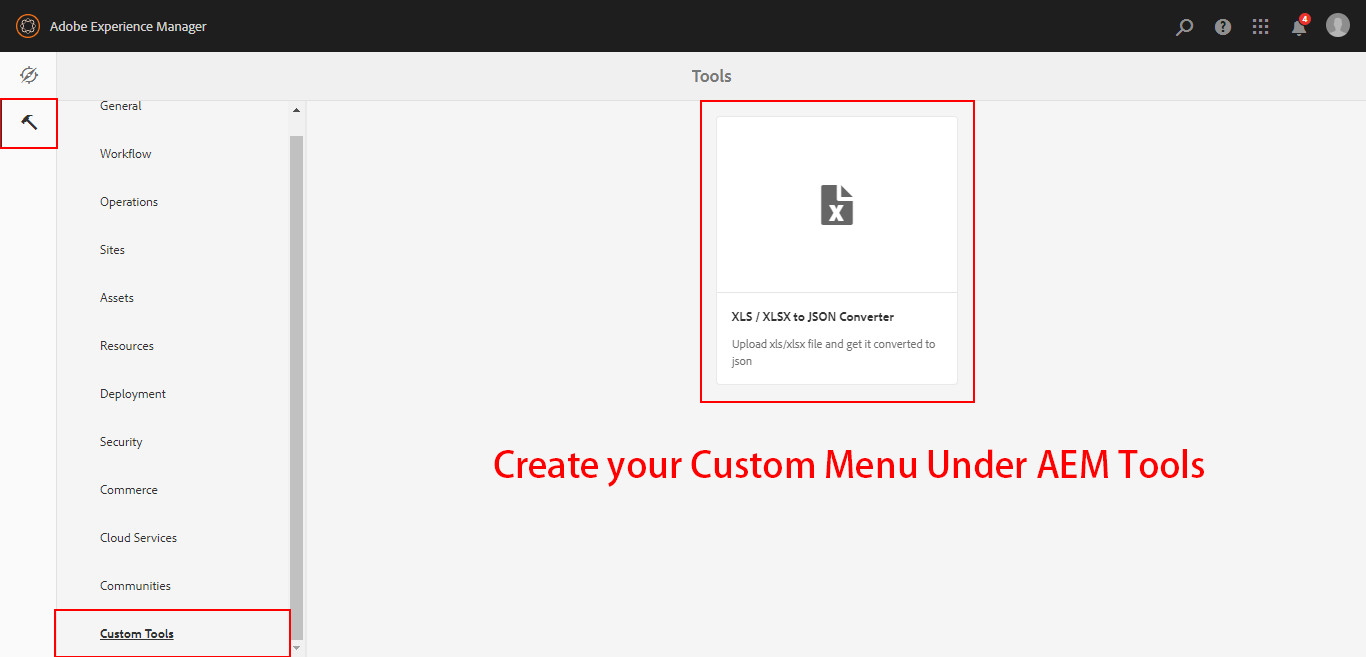 Adobe Experience Manager
4
Tools
General
Workflow
Operations
Sites
Assets
Resources
Deployment
Security
Commerce
Cloud Services
Communities
Custom Tools
X
XLS / XLSX to JSON Converter
Upload xls/xlsx file and get it converted to
json
Create your Custom Menu Under AEM Tools